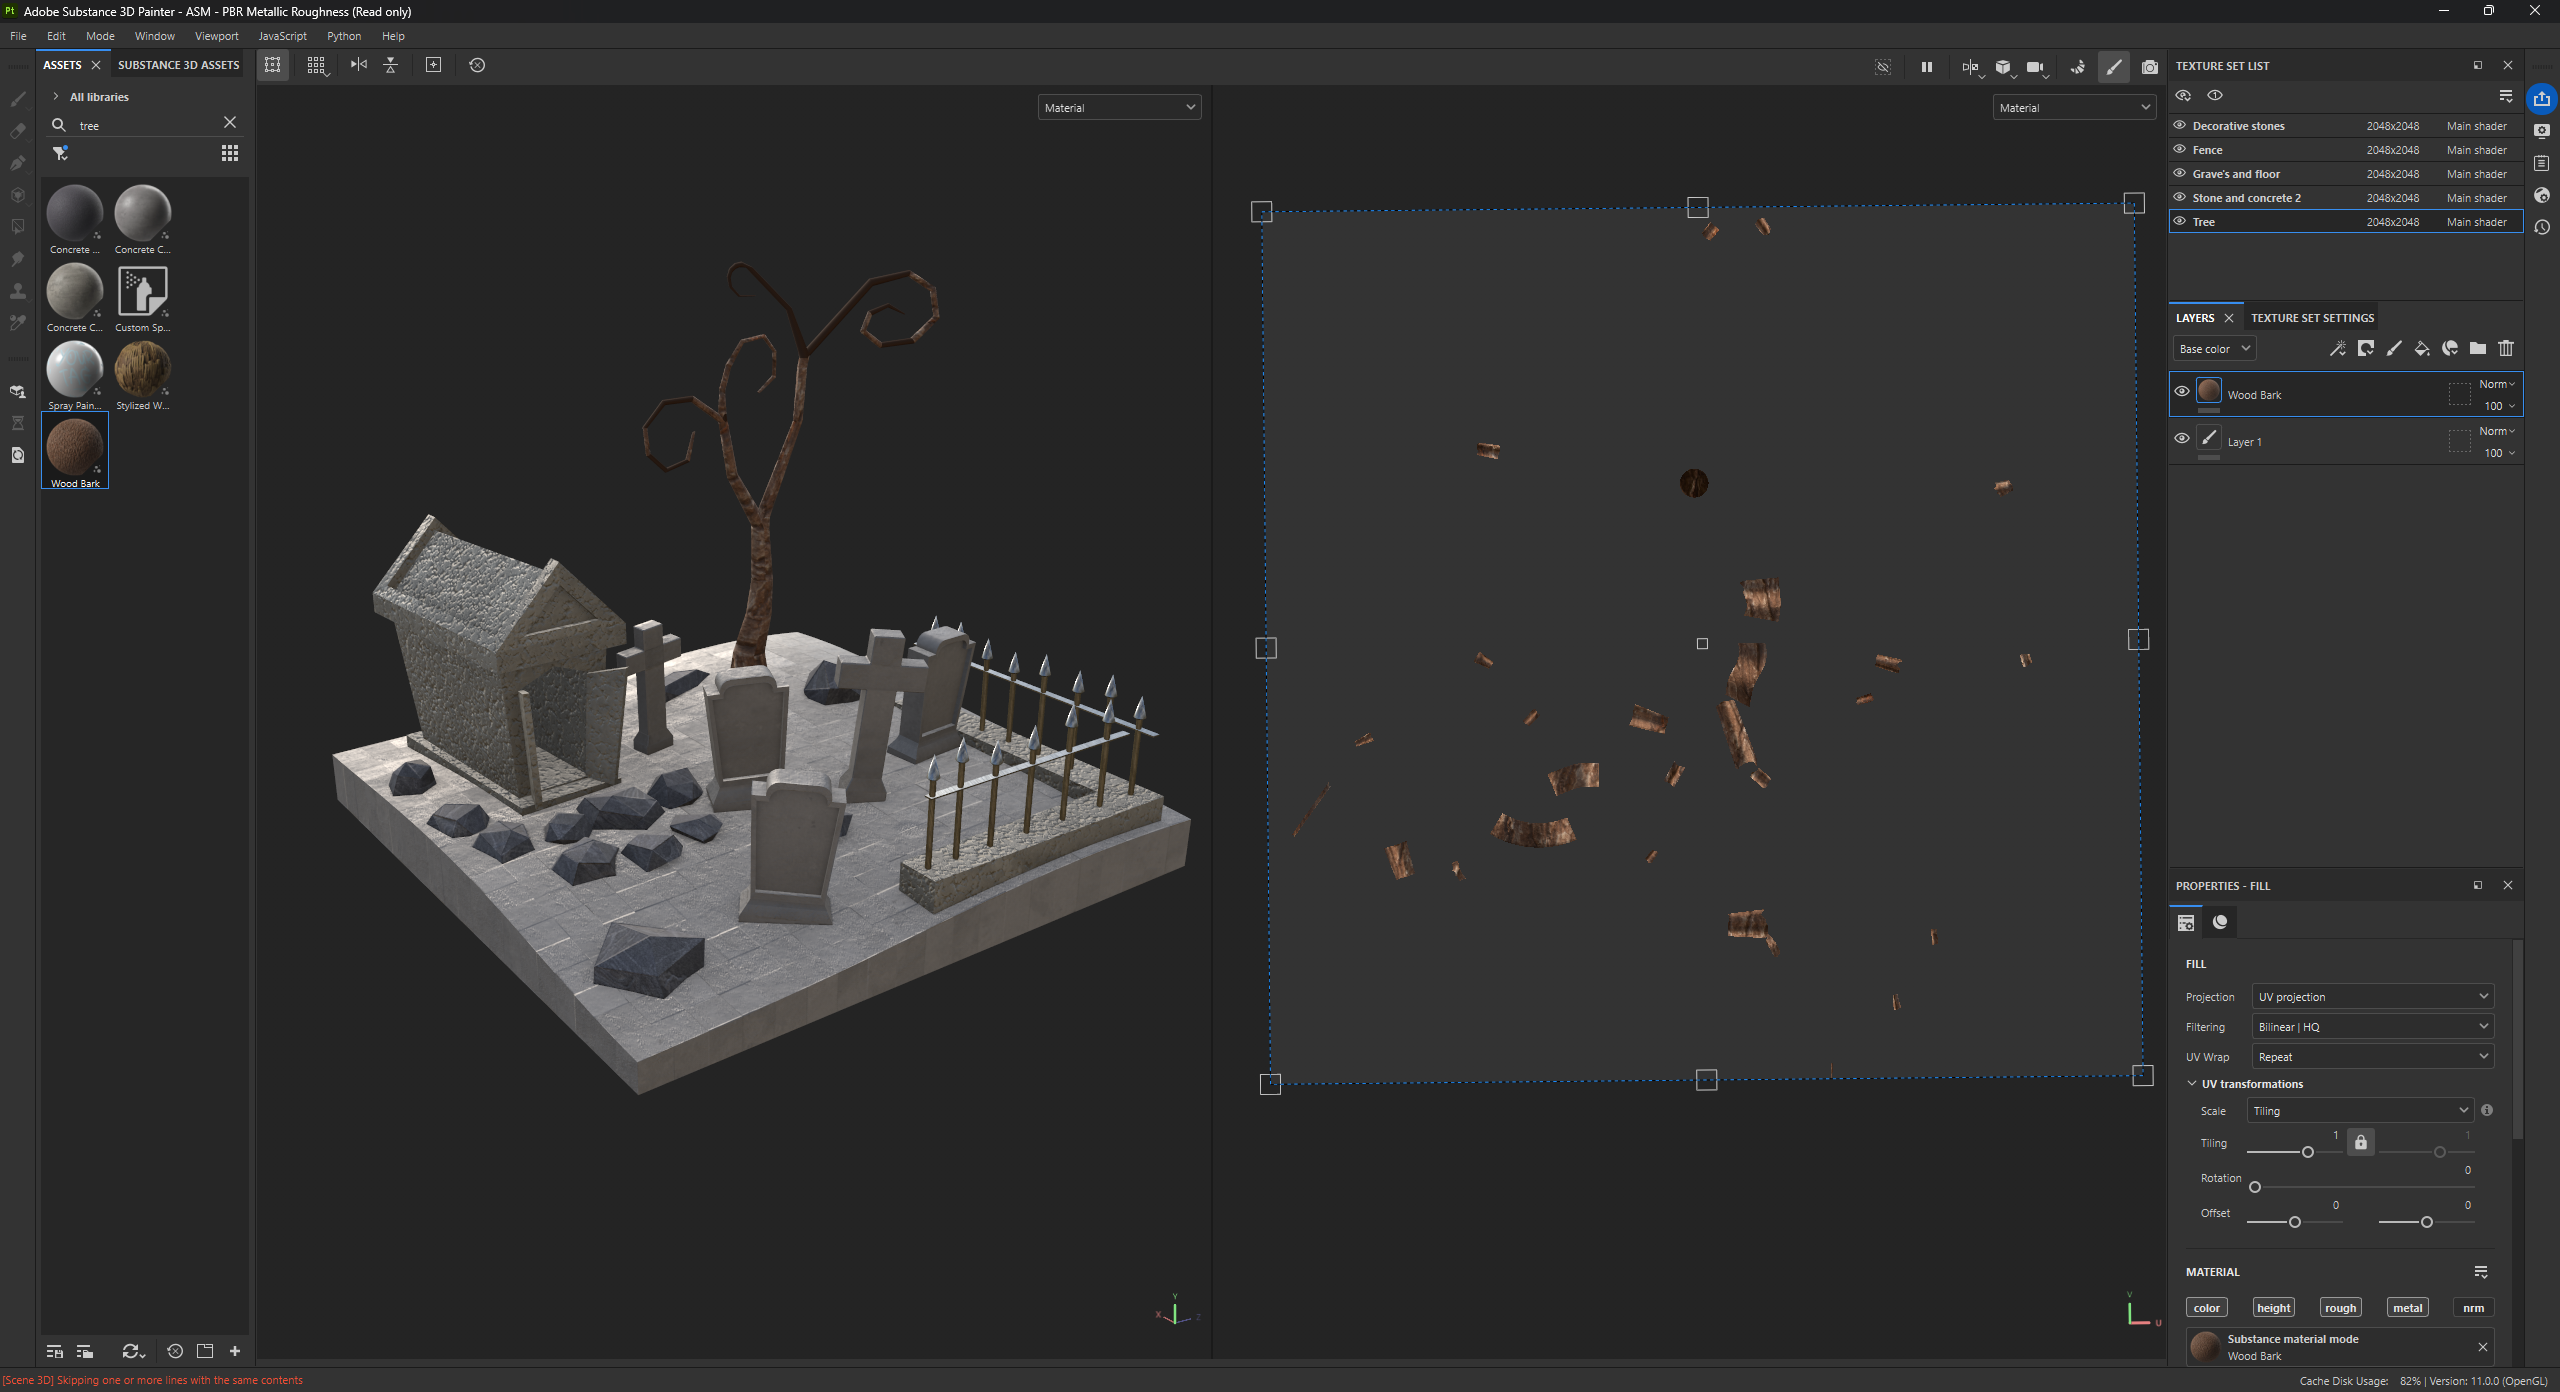 Pt Adobe Substance 3D Painter - ASM - PBR Metallic Roughness (Read only)
File Edit Mode Window Viewport JavaScript Python Help
ASSETS SUBSTANCE 3D ASSETS
All libraries
tree
Concrete ...
Concrete C...
Concrete C...
Custom Sp...
Spray Pain...
Stylized W...
Wood Bark
Material
Material
Y
X
Z
V
U
TEXTURE SET LIST
1
Decorative stones 2048x2048 Main shader
Fence 2048x2048 Main shader
Grave's and floor 2048x2048 Main shader
Stone and concrete 2 2048x2048 Main shader
Tree 2048x2048 Main shader
LAYERS TEXTURE SET SETTINGS
Base color
Wood Bark Norm
100
Layer 1 Norm
100
PROPERTIES - FILL
FILL
Projection UV projection
Filtering Bilinear | HQ
UV Wrap Repeat
UV transformations
Scale Tiling
Tiling 1 1
Rotation 0
Offset 0 0
MATERIAL
color height rough metal nrm
Substance material mode
Wood Bark
[Scene 3D] Skipping one or more lines with the same contents
Cache Disk Usage: 82% | Version: 11.0.0 (OpenGL)